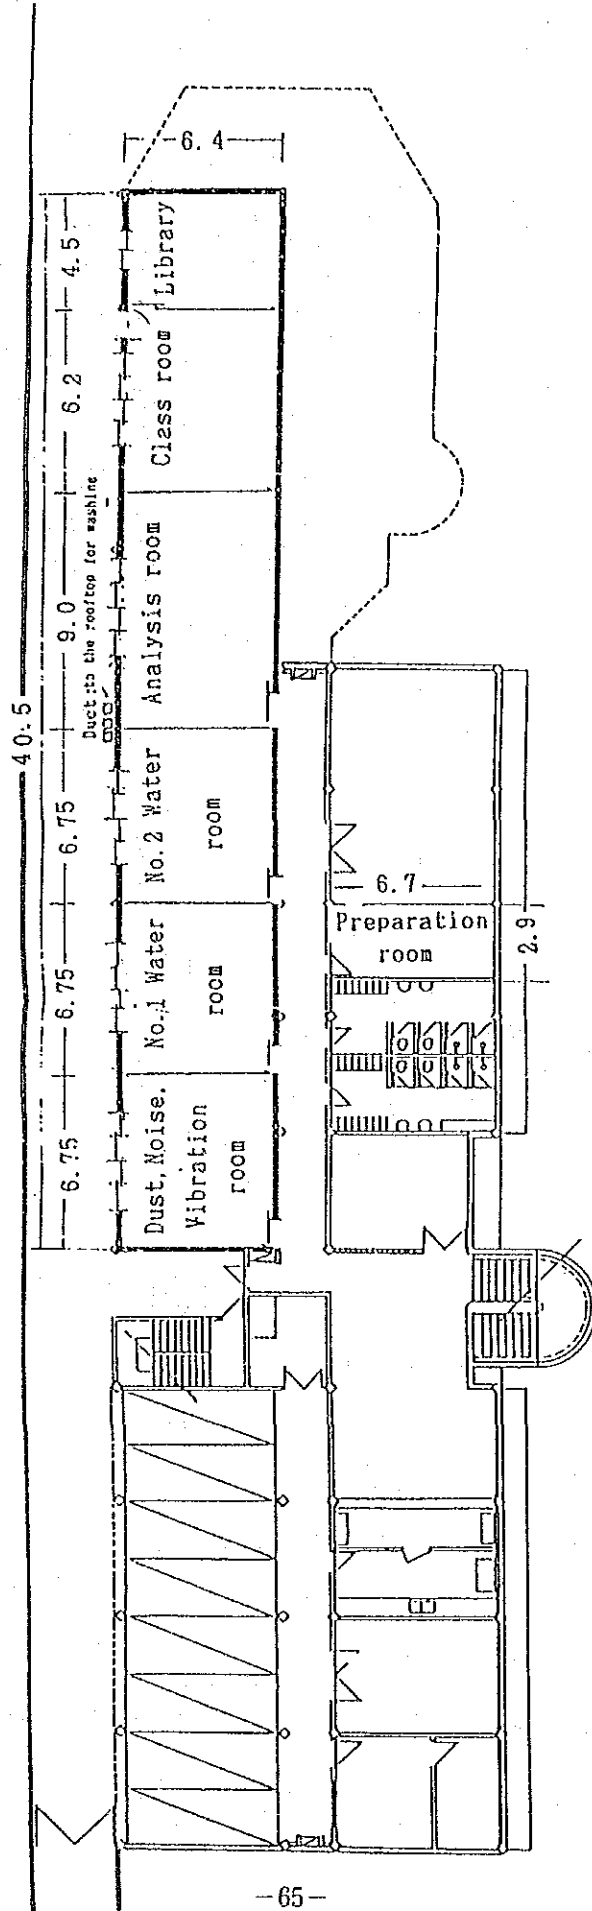 6.4
40.5
4.5
6.2
9.0
6.75
6.75
6.75
Duct to the rooftop for washine
Library
Class room
Analysis room
No.2 Water
room
No.1 Water
room
Dust, Noise.
Vibration
room
6.7
Preparation
room
2.9
-65-